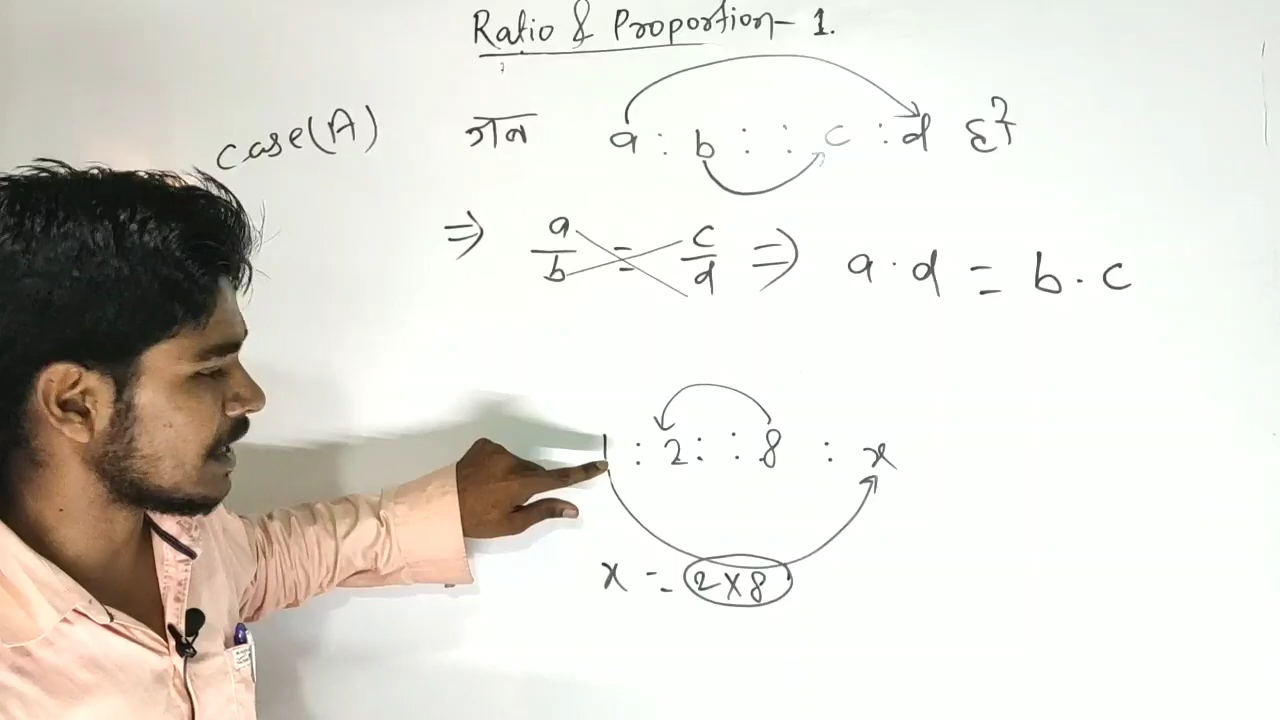 Ratio & Proportion - 1.
case(A) जब a : b : : c : d हो
⇒ a/b = c/d ⇒ a . d = b . c
1 : 2 : : 8 : x
x = 2 x 8